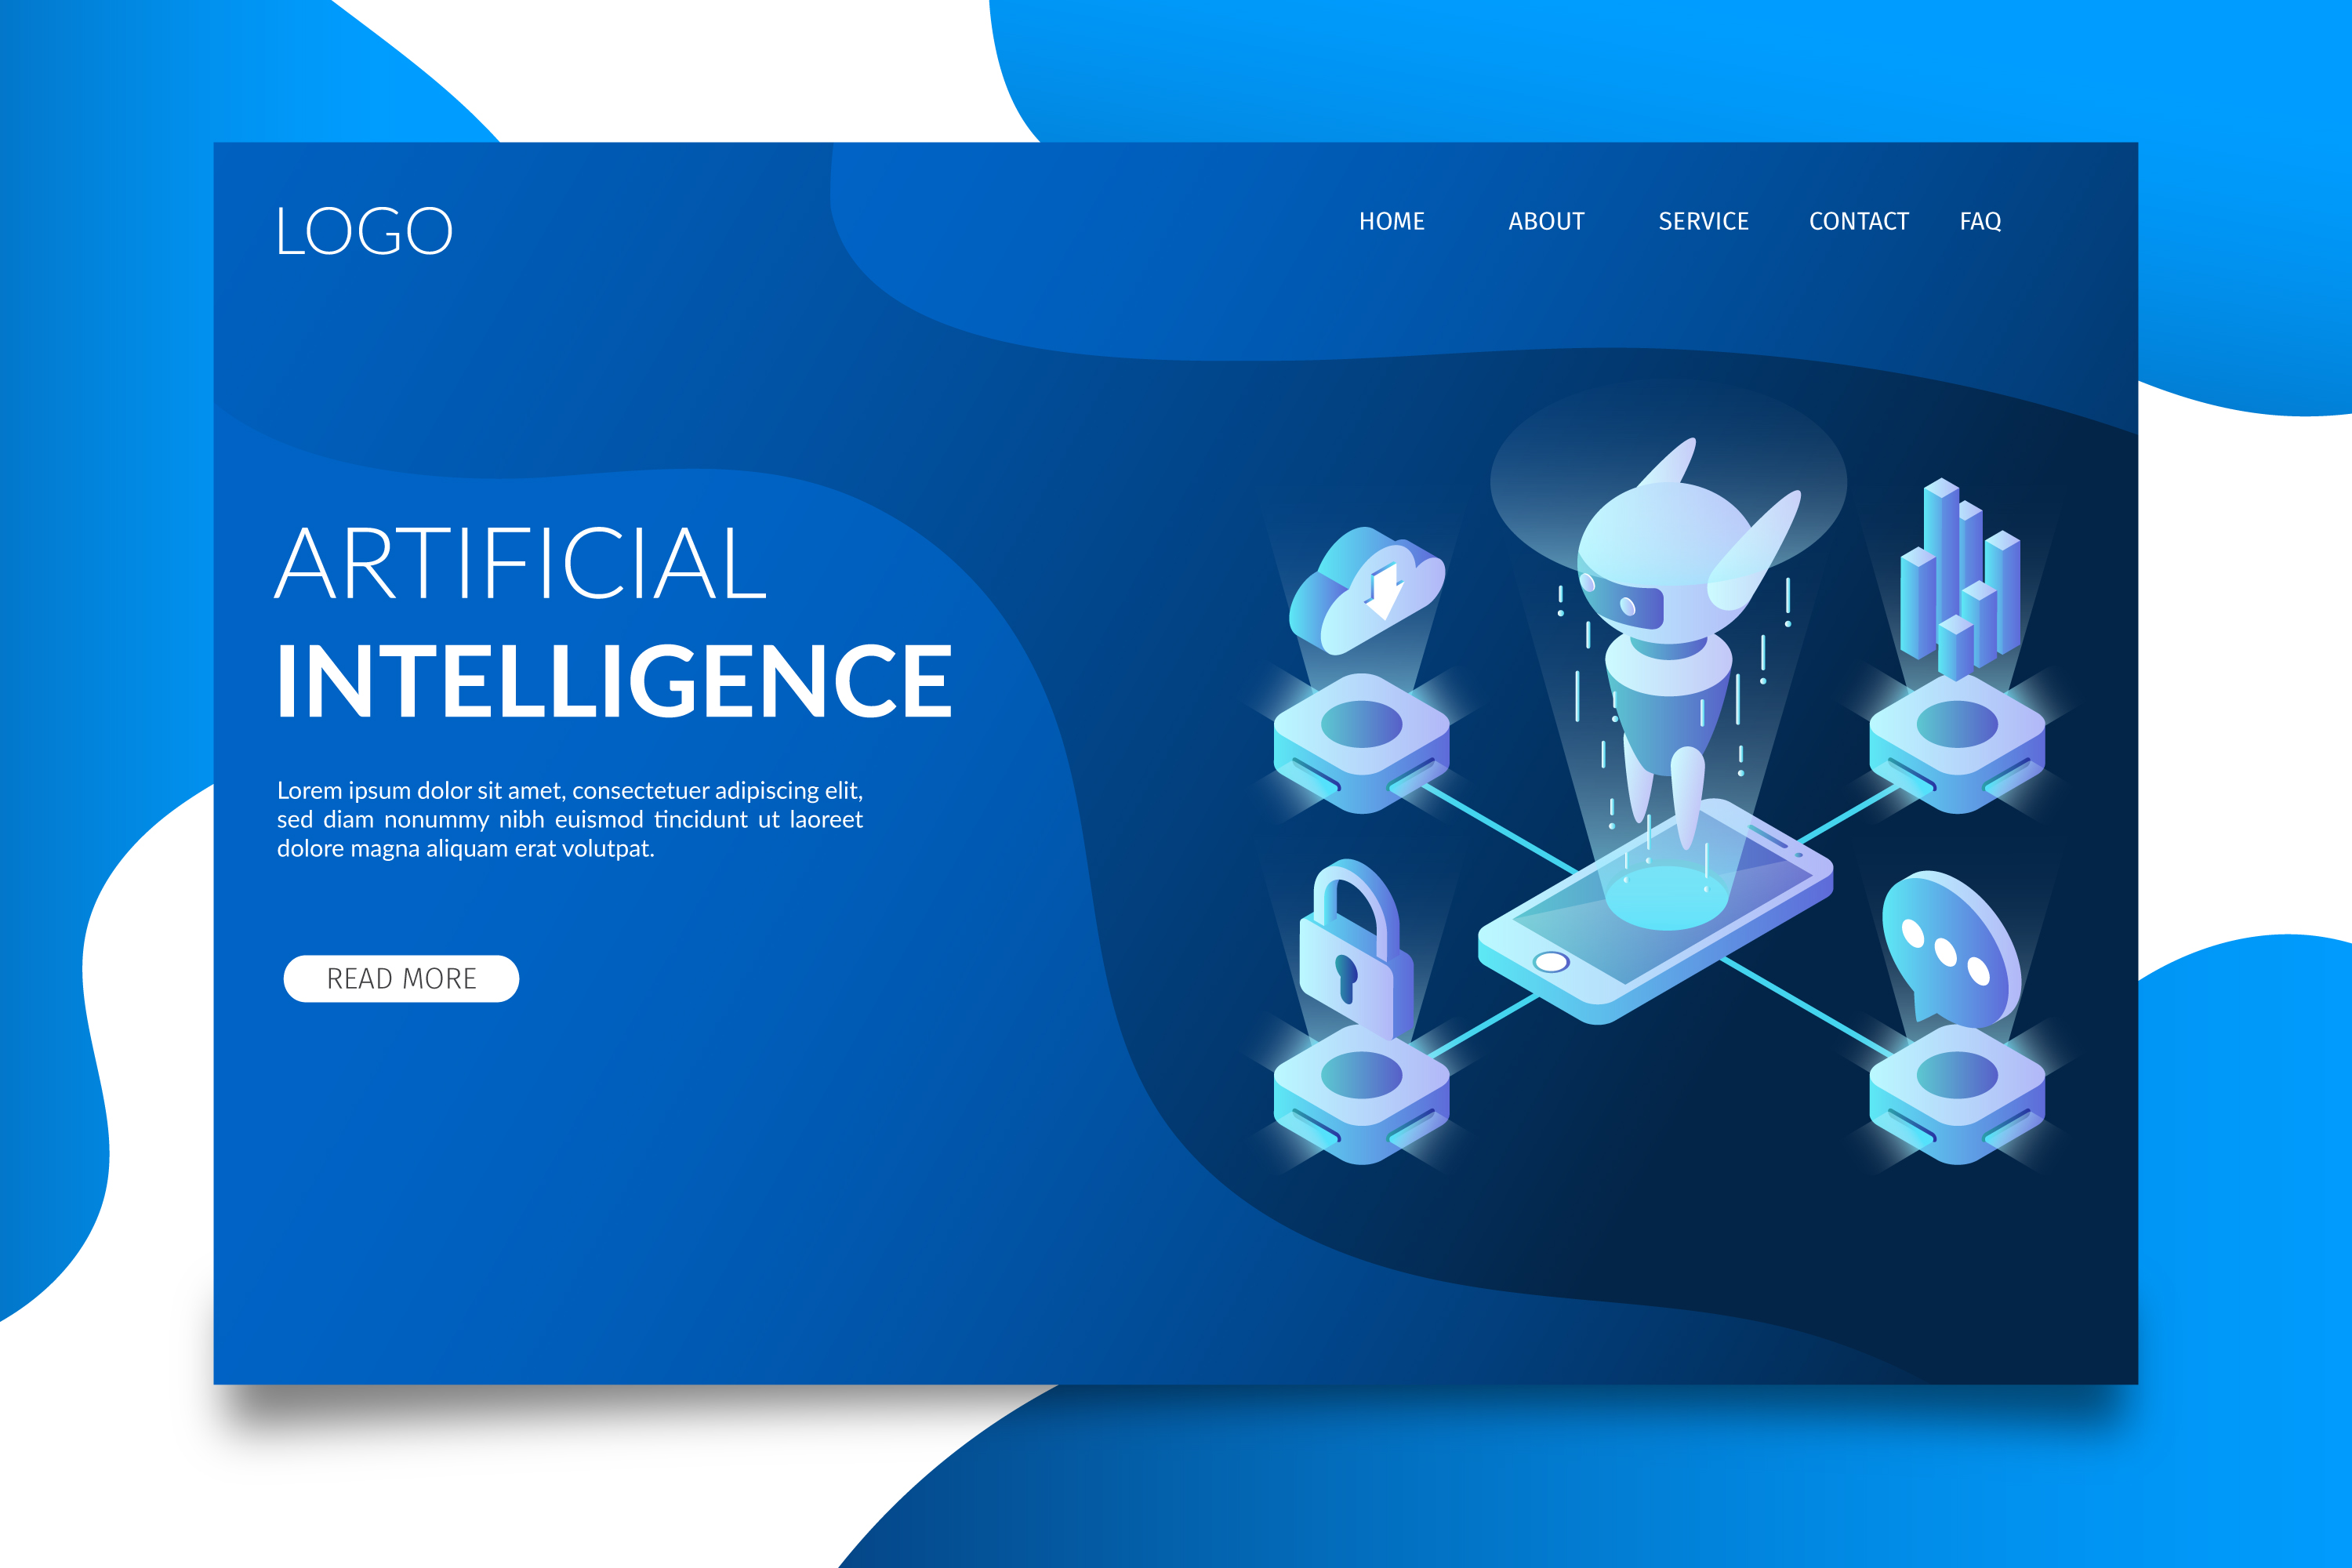 LOGO
HOME ABOUT SERVICE CONTACT FAQ
ARTIFICIAL
INTELLIGENCE
Lorem ipsum dolor sit amet, consectetuer adipiscing elit,
sed diam nonummy nibh euismod tincidunt ut laoreet
dolore magna aliquam erat volutpat.
READ MORE